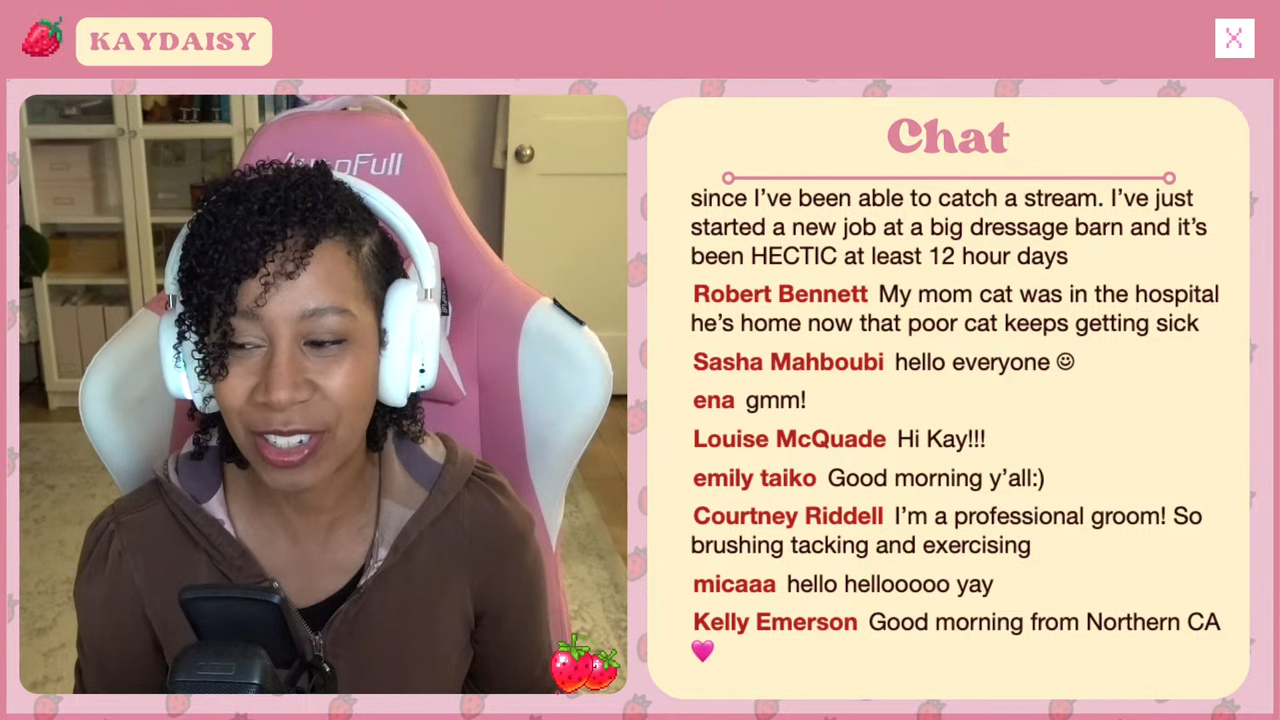 KAYDAISY
Chat
since I’ve been able to catch a stream. I’ve just
started a new job at a big dressage barn and it’s
been HECTIC at least 12 hour days
Robert Bennett My mom cat was in the hospital
he’s home now that poor cat keeps getting sick
Sasha Mahboubi hello everyone ☺
ena gmm!
Louise McQuade Hi Kay!!!
emily taiko Good morning y’all:)
Courtney Riddell I’m a professional groom! So
brushing tacking and exercising
micaaa hello hellooooo yay
Kelly Emerson Good morning from Northern CA
🩷